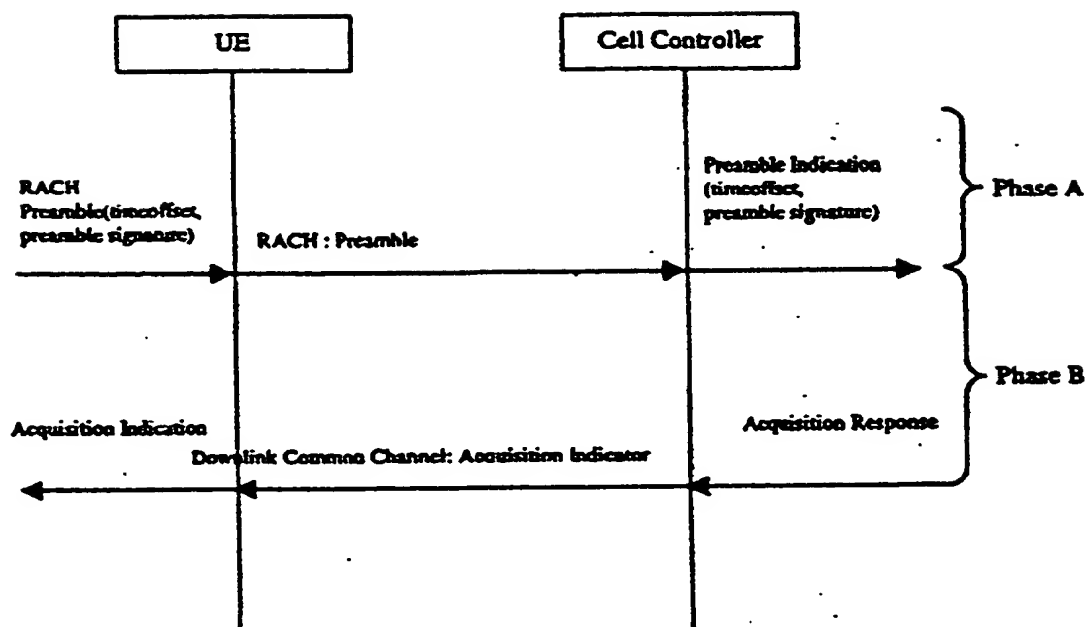 UE
Cell Controller
RACH
Preamble(timeoffset,
preamble signature)
RACH : Preamble
Preamble Indication
(timeoffset,
preamble signature)
Phase A
Phase B
Acquisition Indication
Downlink Common Channel: Acquisition Indicator
Acquisition Response